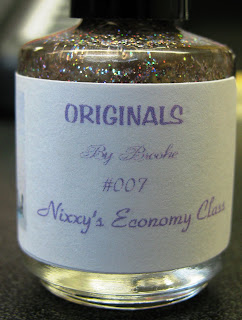 ORIGINALS
By Brooke
#007
Nixxy's Economy Class